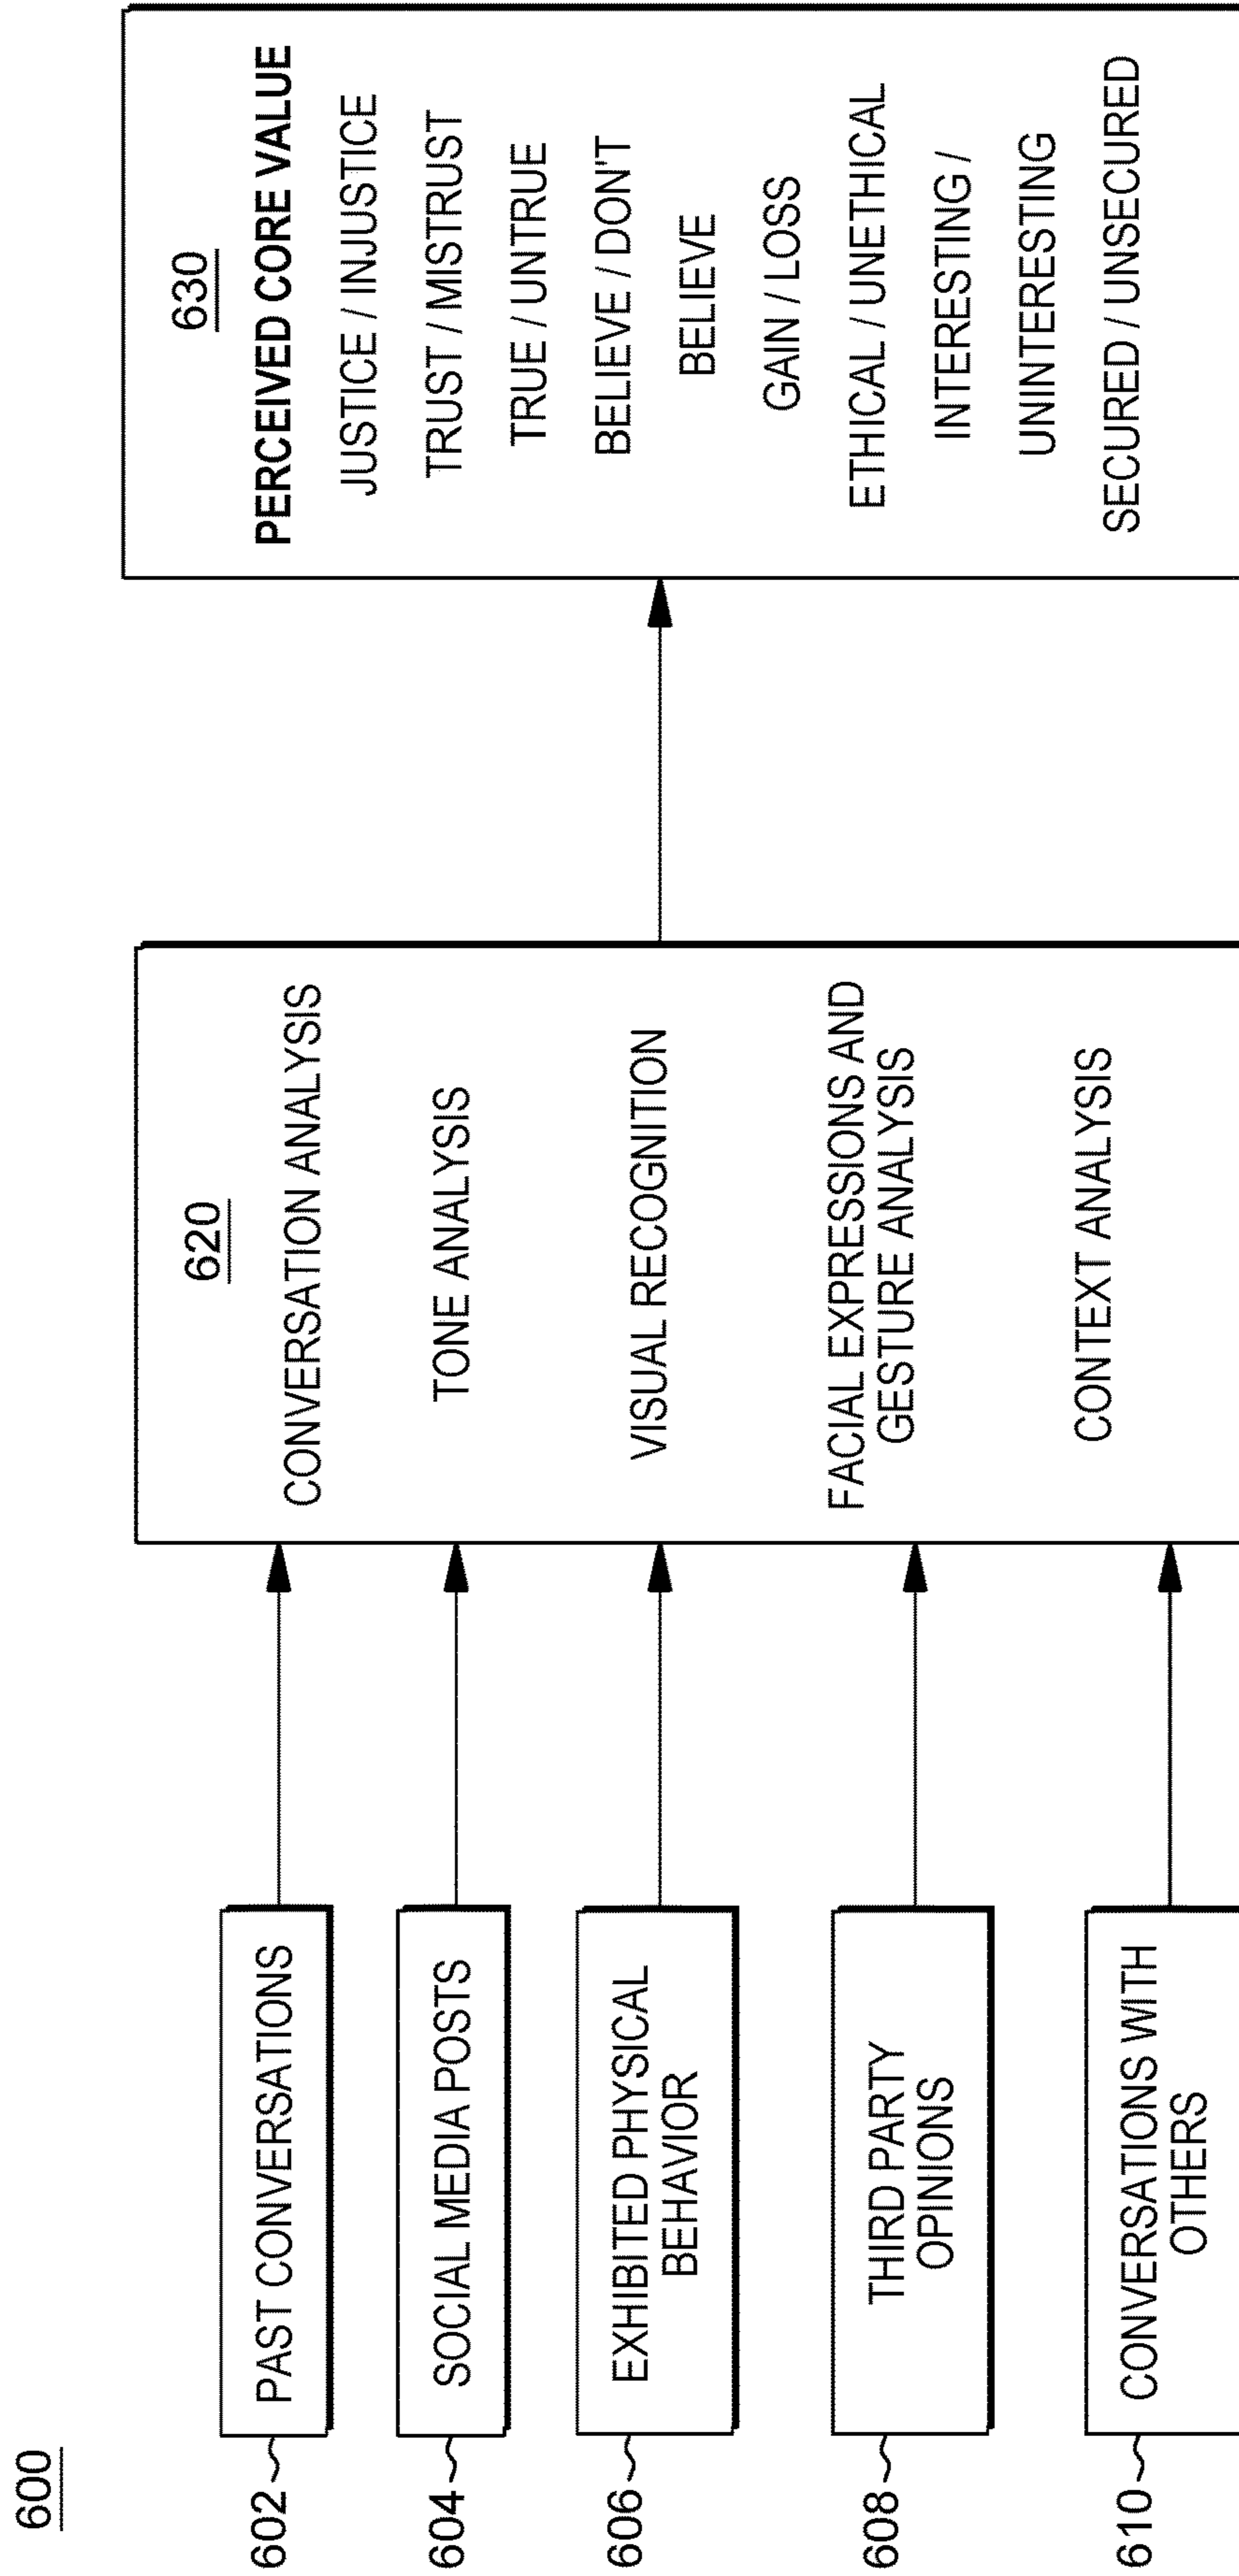 600
602
PAST CONVERSATIONS
604
SOCIAL MEDIA POSTS
606
EXHIBITED PHYSICAL
BEHAVIOR
608
THIRD PARTY
OPINIONS
610
CONVERSATIONS WITH
OTHERS
620
CONVERSATION ANALYSIS
TONE ANALYSIS
VISUAL RECOGNITION
FACIAL EXPRESSIONS AND
GESTURE ANALYSIS
CONTEXT ANALYSIS
630
PERCEIVED CORE VALUE
JUSTICE / INJUSTICE
TRUST / MISTRUST
TRUE / UNTRUE
BELIEVE / DON'T
BELIEVE
GAIN / LOSS
ETHICAL / UNETHICAL
INTERESTING /
UNINTERESTING
SECURED / UNSECURED